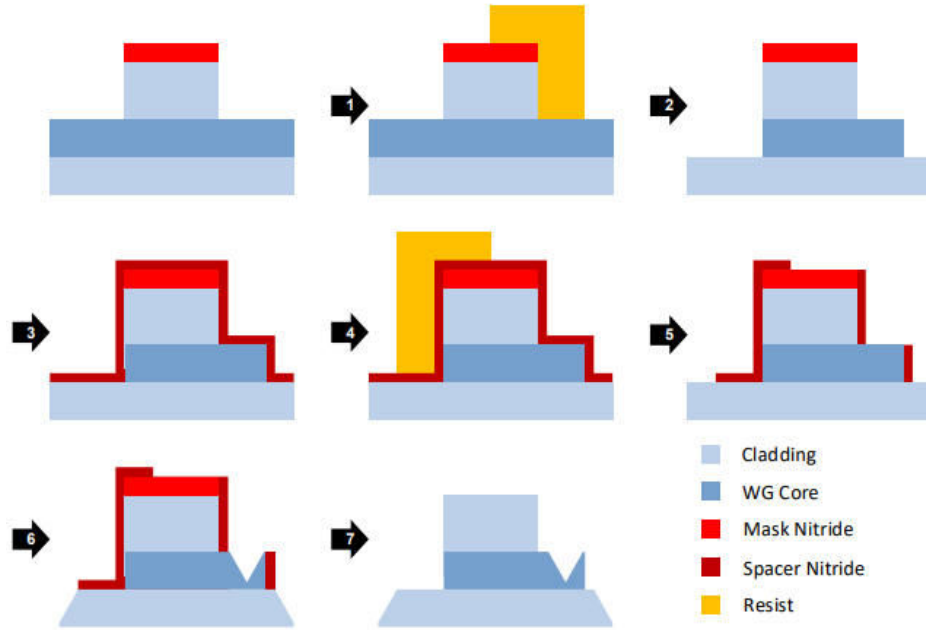 1
2
3
4
5
6
7
Cladding
WG Core
Mask Nitride
Spacer Nitride
Resist